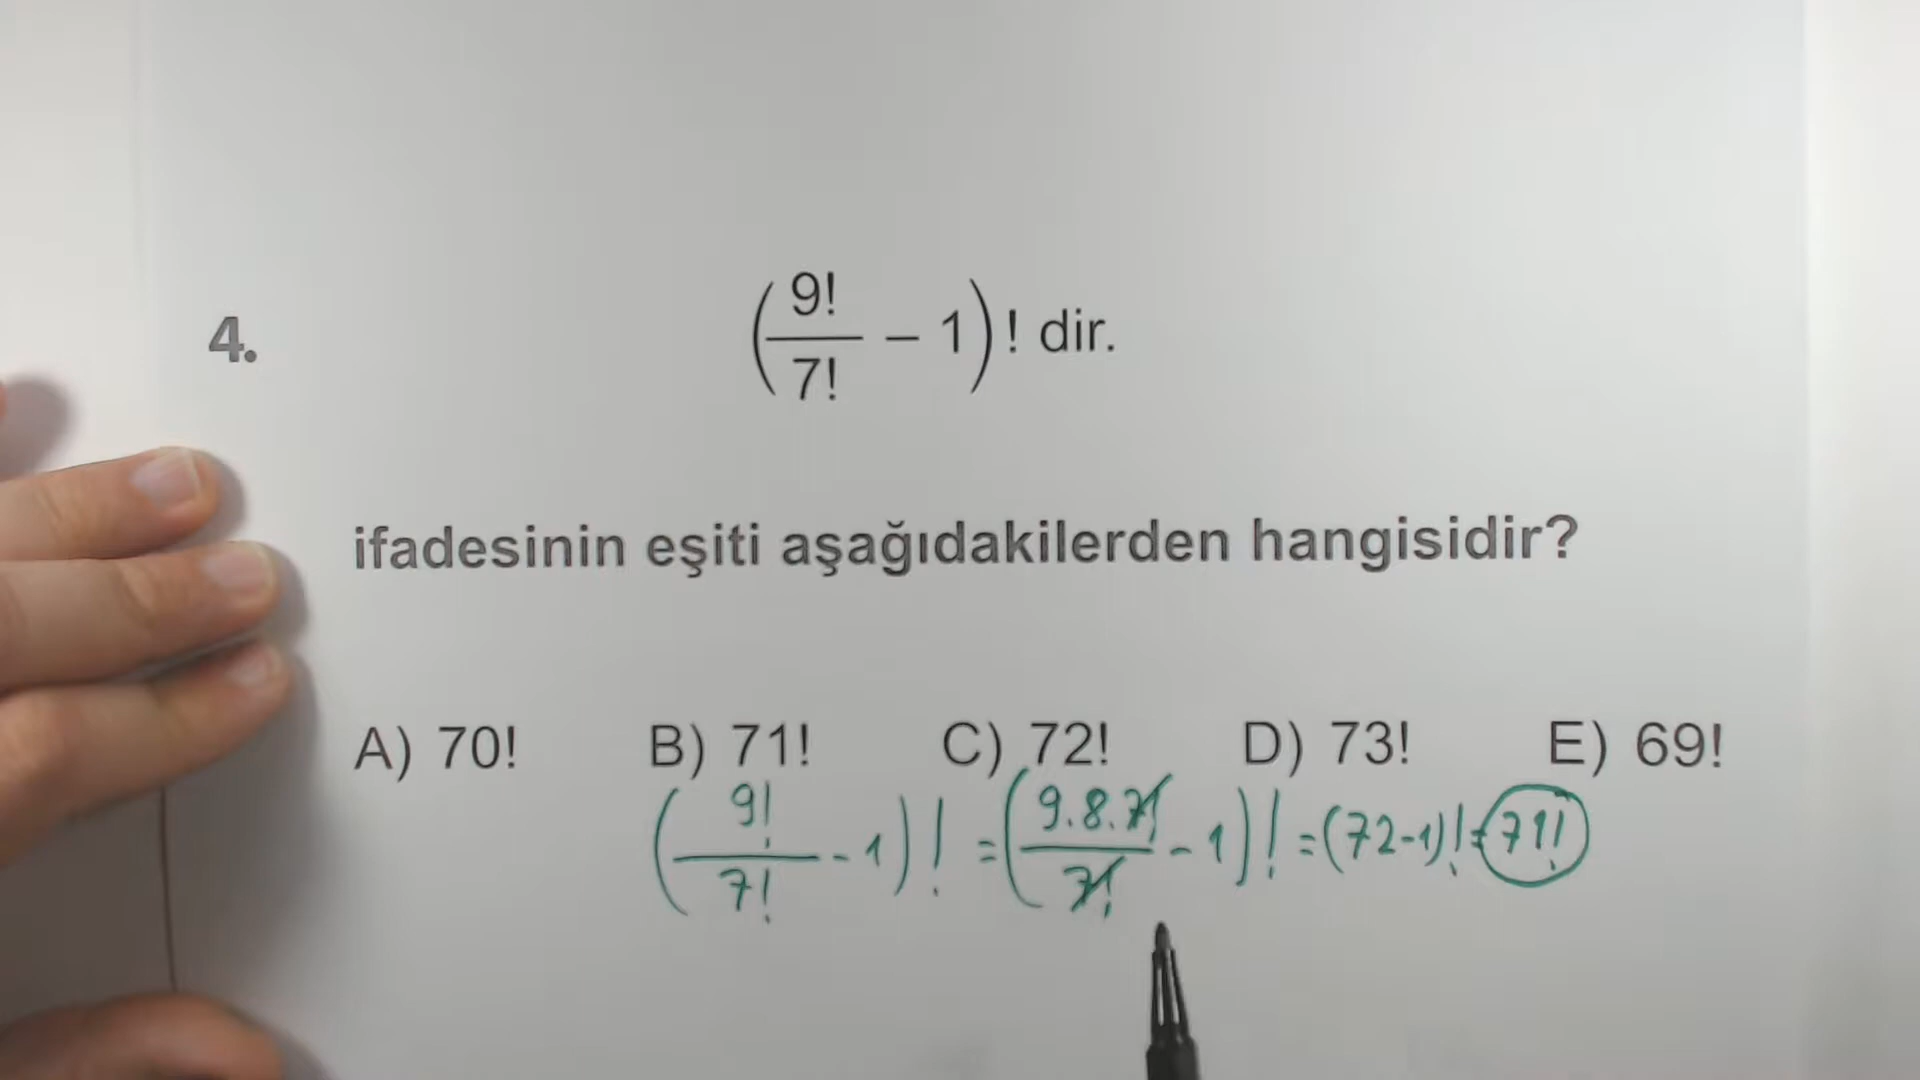 4. (9!/7! − 1)! dir.
ifadesinin eşiti aşağıdakilerden hangisidir?
A) 70! B) 71! C) 72! D) 73! E) 69!
(9!/7! - 1)! = (9.8.7!/7! - 1)! = (72-1)! = 71!